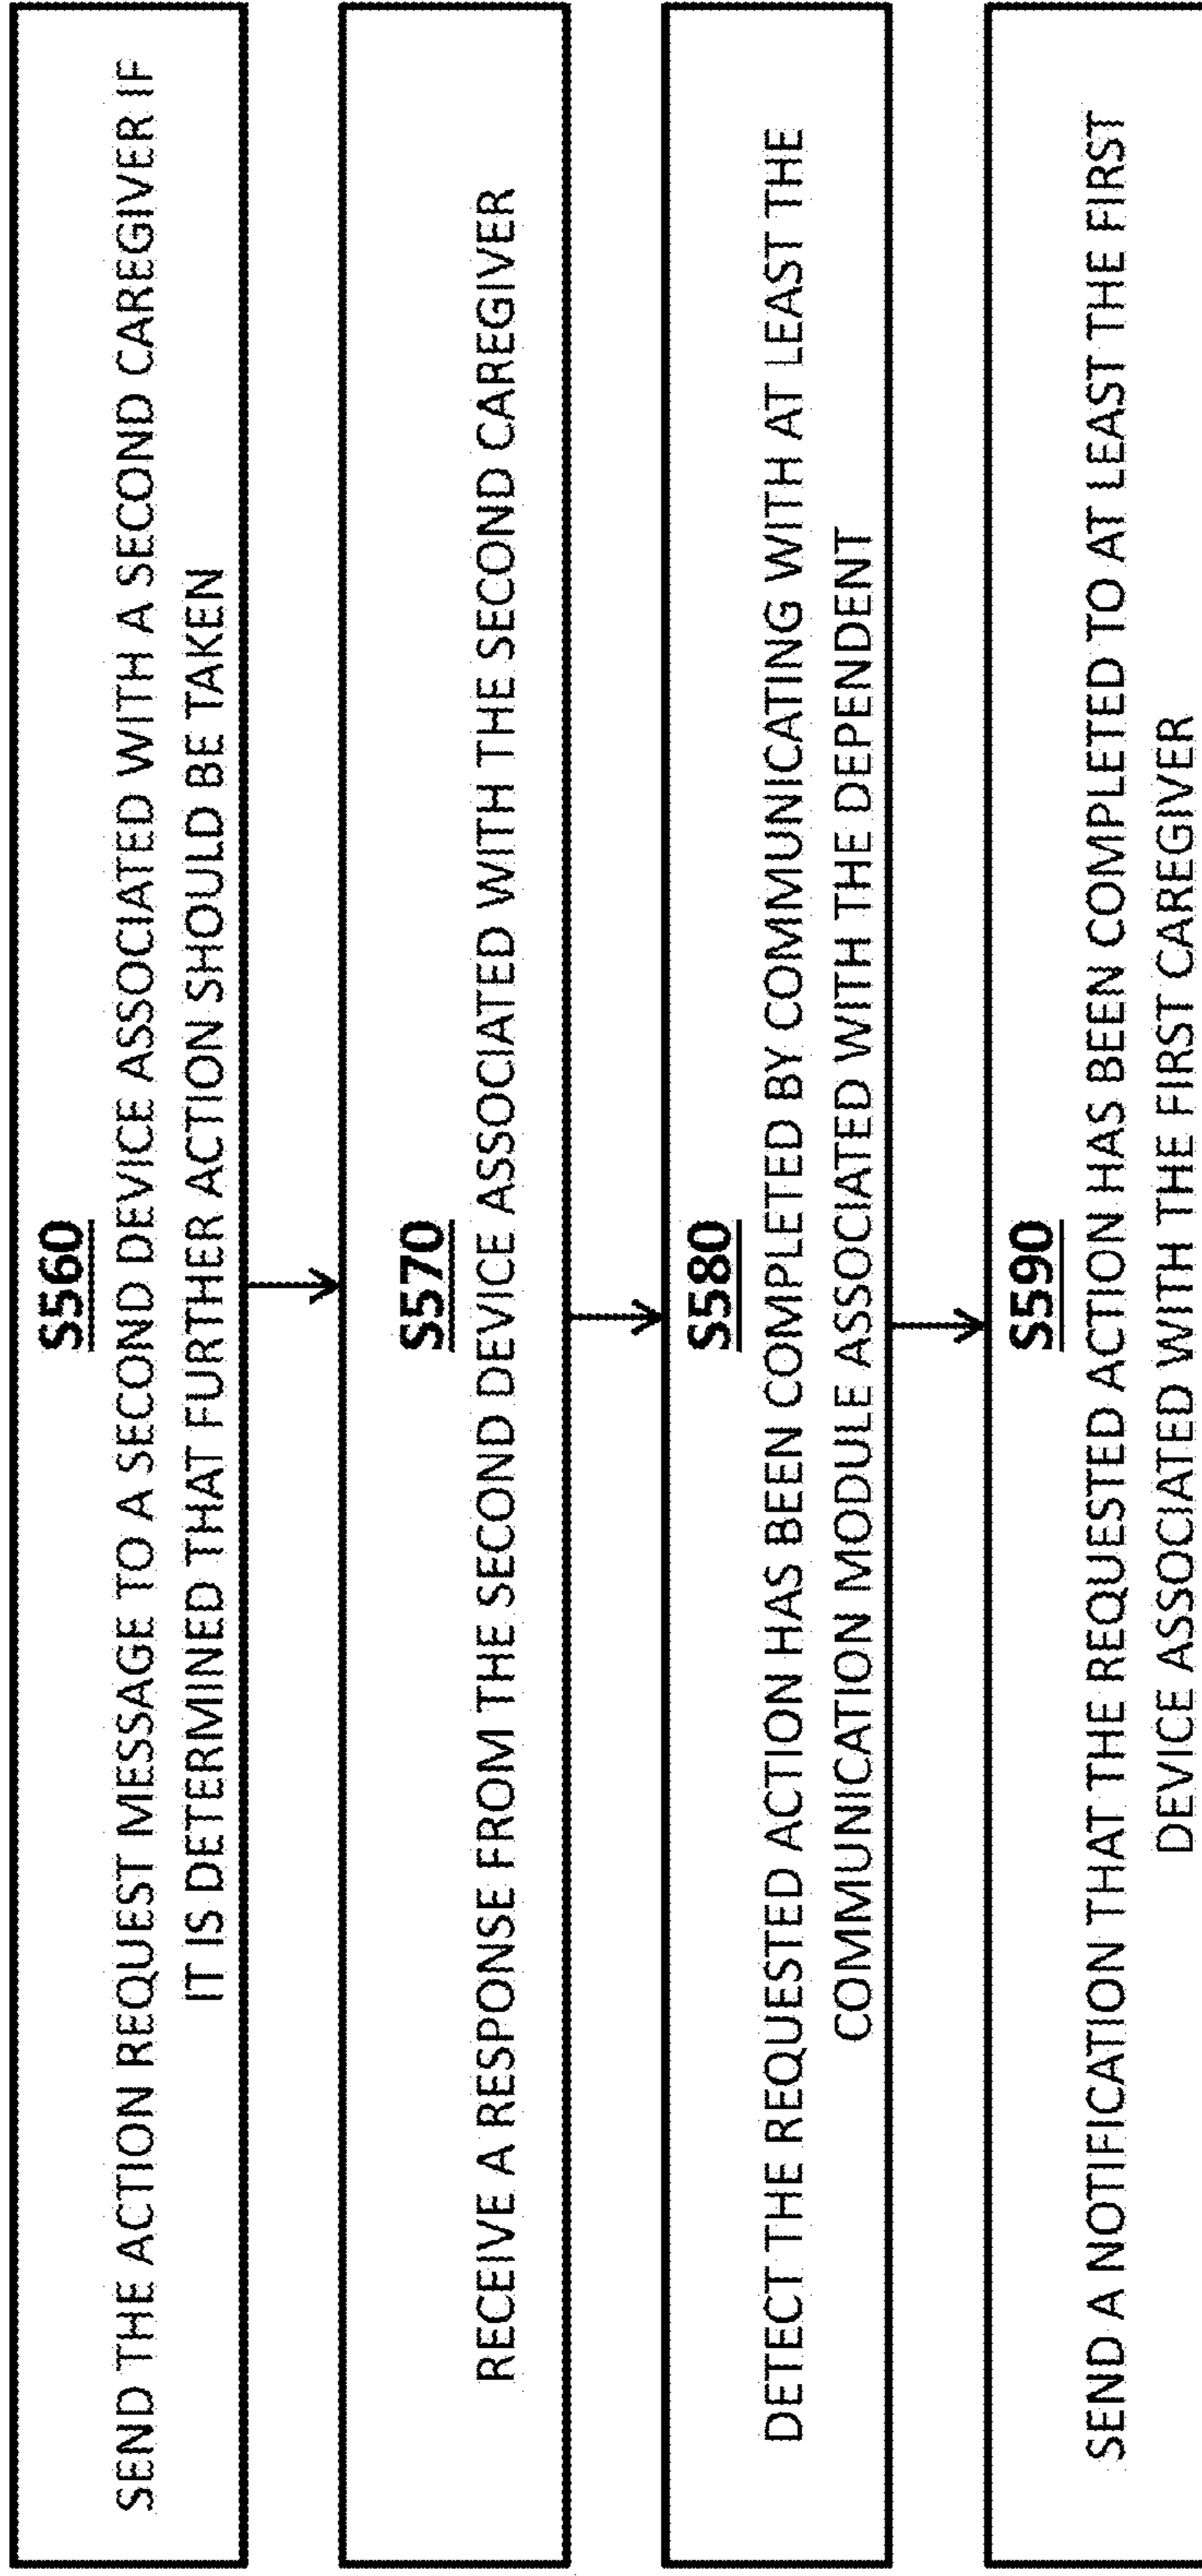 S560
SEND THE ACTION REQUEST MESSAGE TO A SECOND DEVICE ASSOCIATED WITH A SECOND CAREGIVER IF
IT IS DETERMINED THAT FURTHER ACTION SHOULD BE TAKEN
S570
RECEIVE A RESPONSE FROM THE SECOND DEVICE ASSOCIATED WITH THE SECOND CAREGIVER
S580
DETECT THE REQUESTED ACTION HAS BEEN COMPLETED BY COMMUNICATING WITH AT LEAST THE
COMMUNICATION MODULE ASSOCIATED WITH THE DEPENDENT
S590
SEND A NOTIFICATION THAT THE REQUESTED ACTION HAS BEEN COMPLETED TO AT LEAST THE FIRST
DEVICE ASSOCIATED WITH THE FIRST CAREGIVER